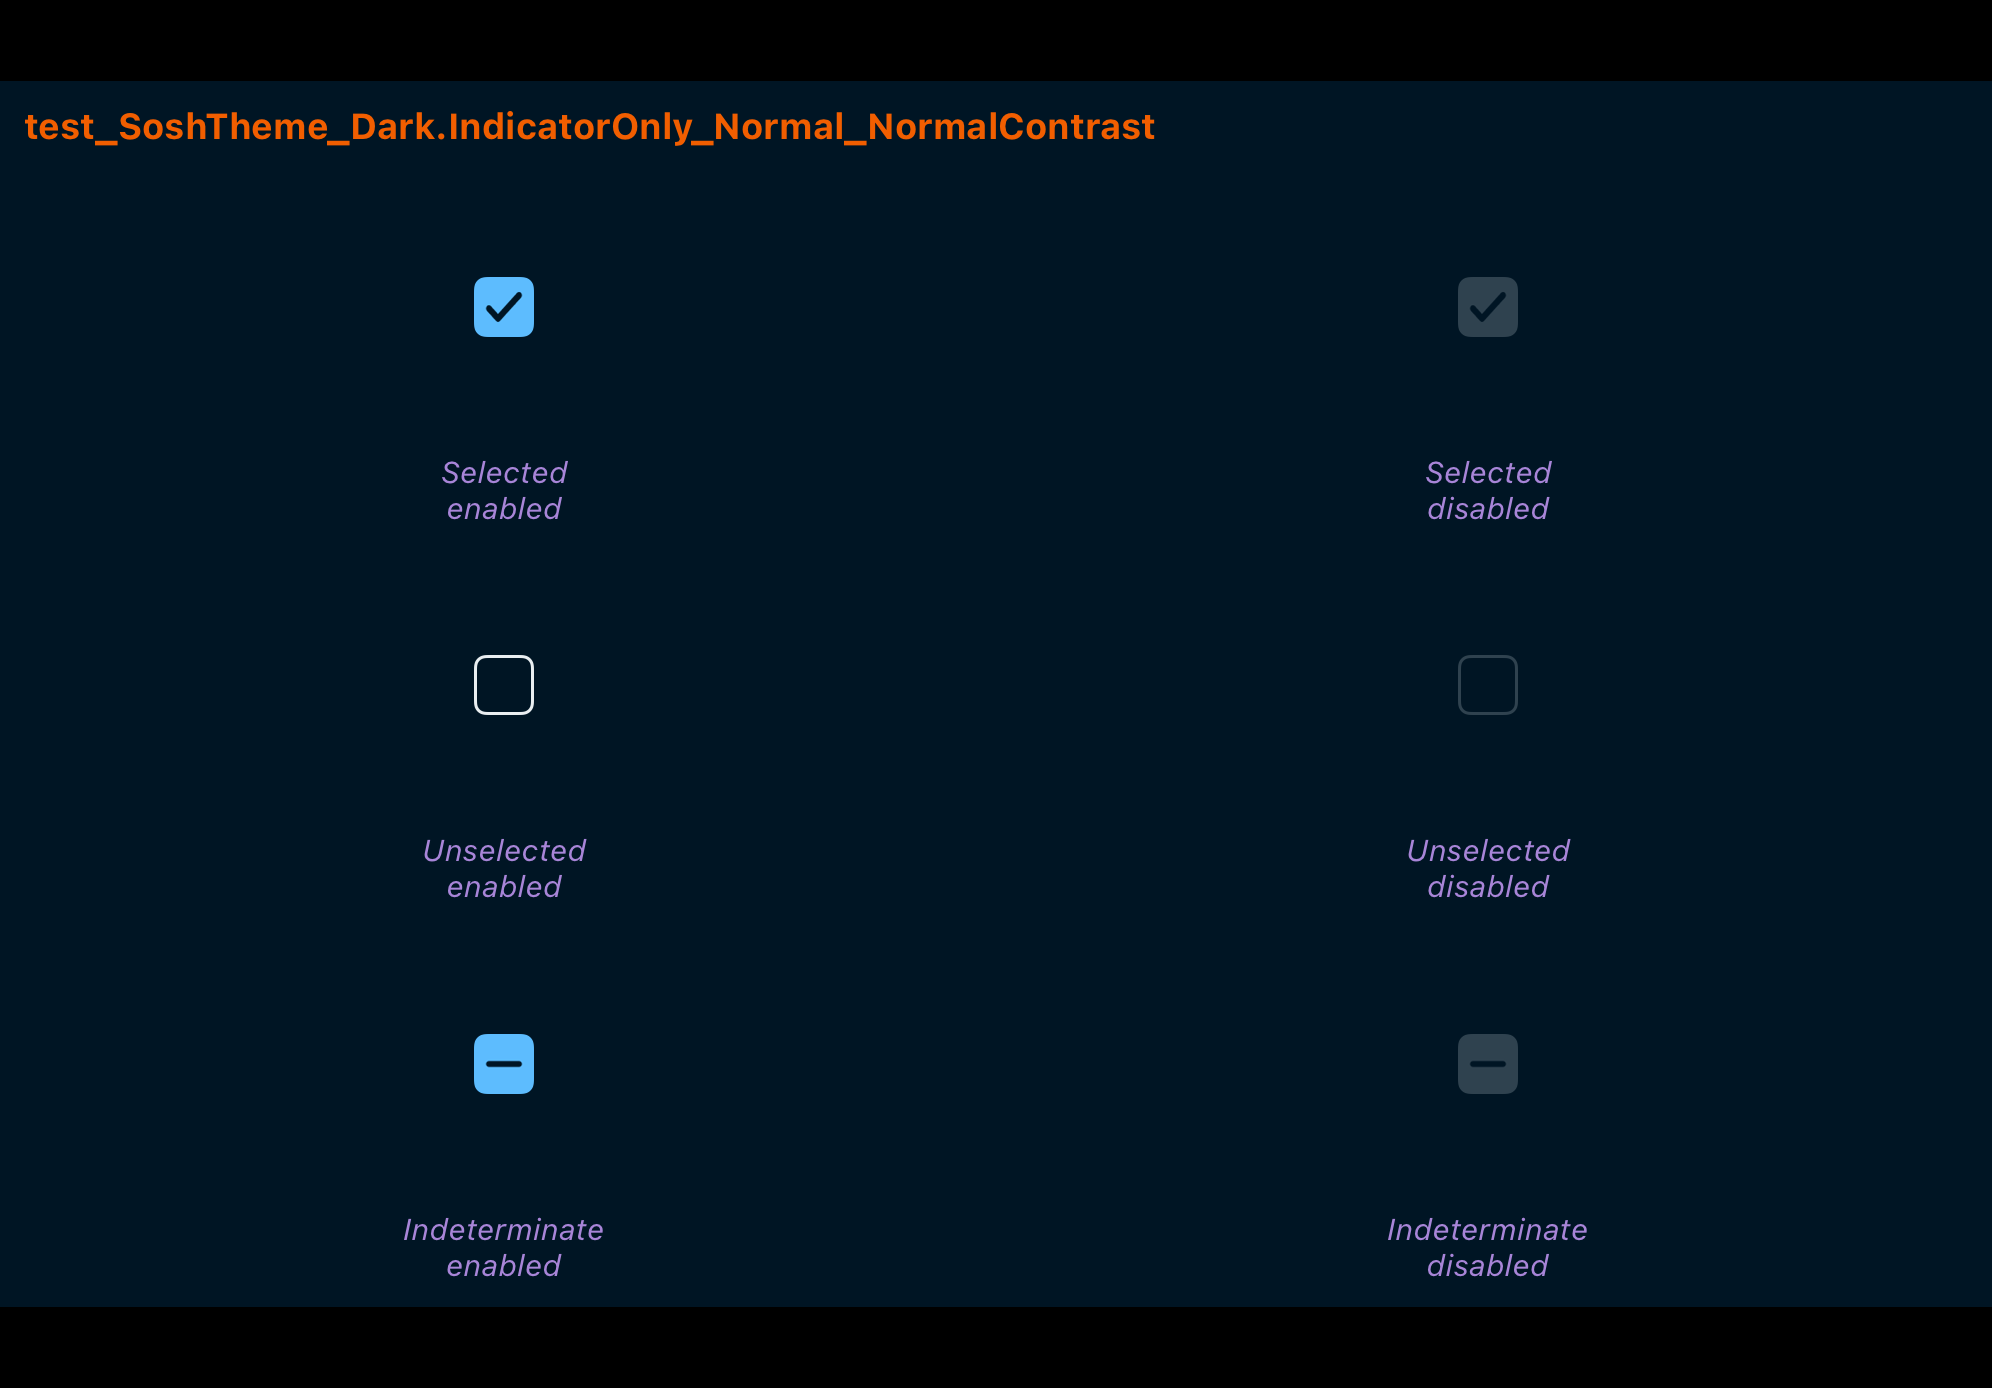 test_SoshTheme_Dark.IndicatorOnly_Normal_NormalContrast
Selected
enabled
Selected
disabled
Unselected
enabled
Unselected
disabled
Indeterminate
enabled
Indeterminate
disabled